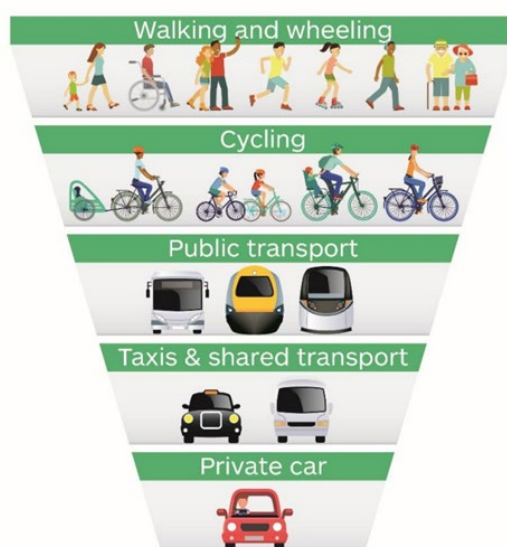 Walking and wheeling
Cycling
Public transport
Taxis & shared transport
Private car